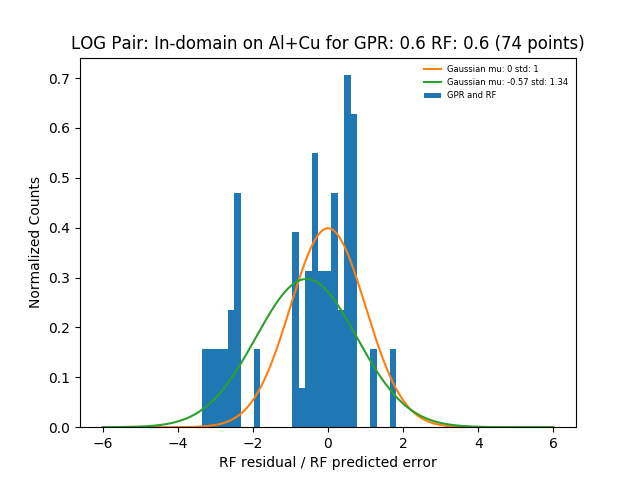 LOG Pair: In-domain on Al+Cu for GPR: 0.6 RF: 0.6 (74 points)
Gaussian mu: 0 std: 1
Gaussian mu: -0.57 std: 1.34
GPR and RF
Normalized Counts
0.7
0.6
0.5
0.4
0.3
0.2
0.1
0.0
−6 −4 −2 0 2 4 6
RF residual / RF predicted error